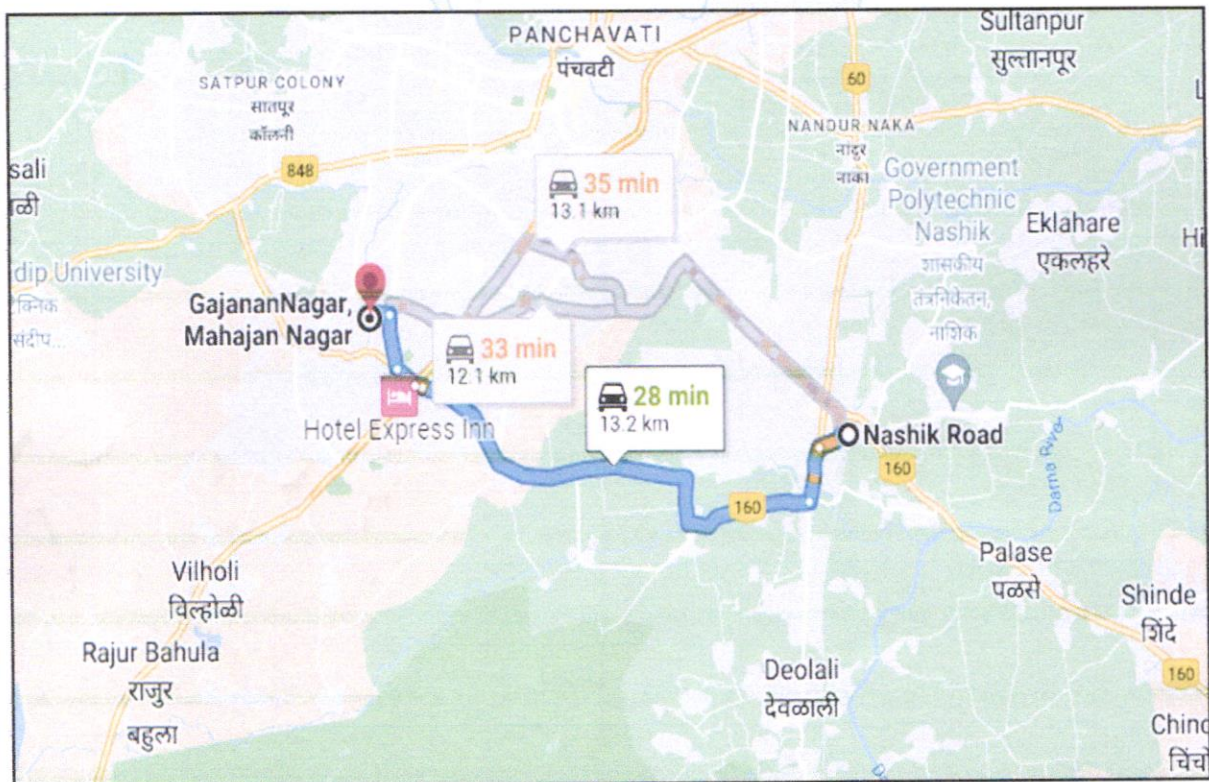 PANCHAVATI
पंचवटी
Sultanpur
सुल्तानपूर
SATPUR COLONY
सातपूर
कॉलनी
60
NANDUR NAKA
नांदुर
नाका
848
sali
ळी
35 min
13.1 km
Government
Polytechnic
Nashik
शासकीय
तंत्रनिकेतन,
नाशिक
Eklahare
एकलहरे
Hi
dip University
संदीप...
GajananNagar,
Mahajan Nagar
33 min
12.1 km
28 min
13.2 km
Hotel Express Inn
Nashik Road
160
160
Darna River
Vilholi
विल्होळी
Palase
पळसे
Shinde
शिंदे
Rajur Bahula
राजुर
बहुला
Deolali
देवळाली
160
Chinc
चिंचो